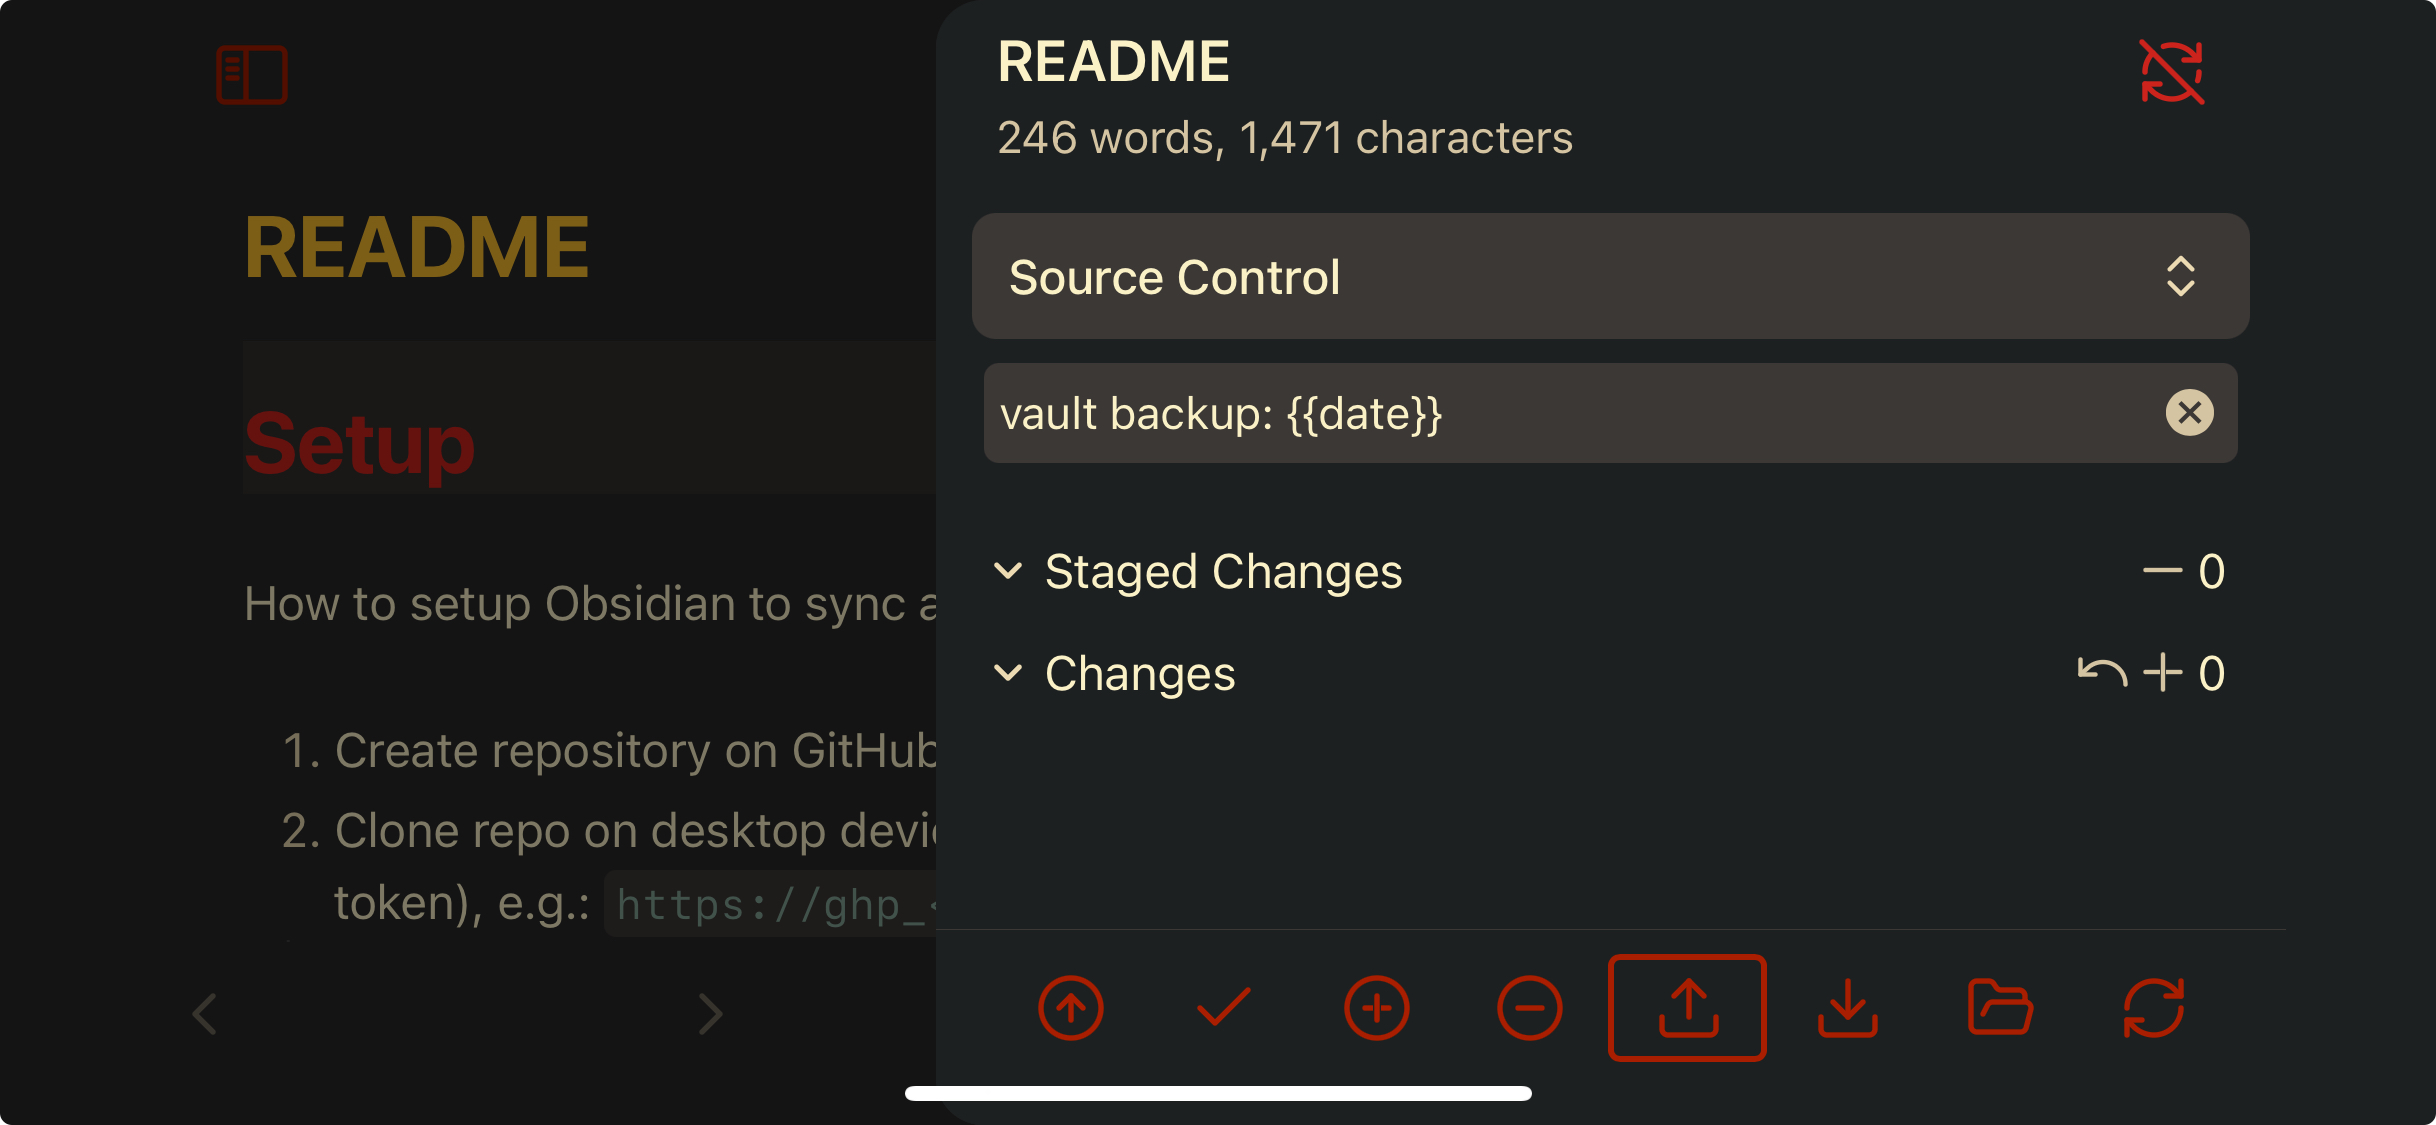 README
Setup
How to setup Obsidian to sync
1. Create repository on GitHub
2. Clone repo on desktop
token), e.g.: https://ghp_
README
246 words, 1,471 characters
Source Control
vault backup: {{date}}
Staged Changes
0
Changes
0